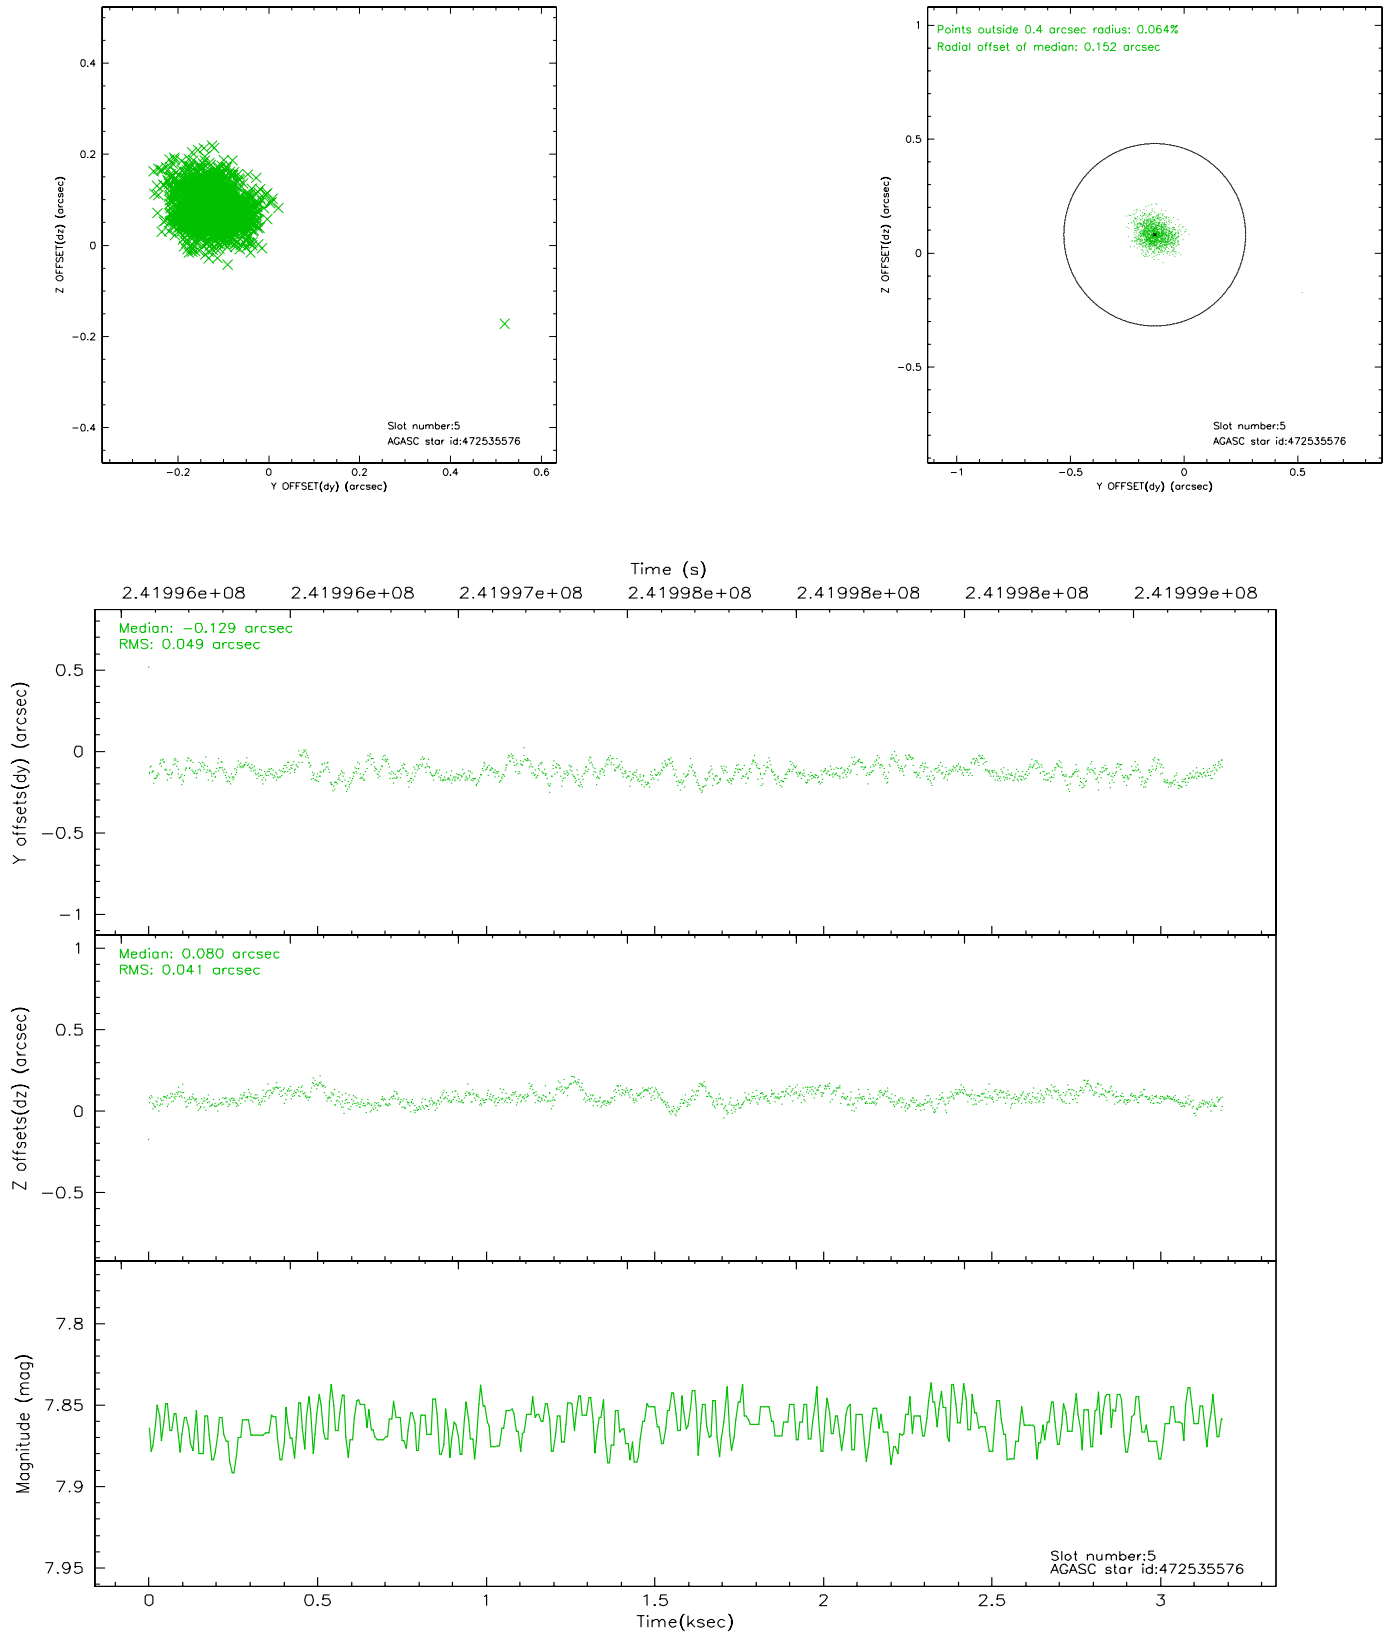 0.4
0.2
0
−0.2
−0.4
Z OFFSET(dz) (arcsec)
Slot number:5
AGASC star id:472535576
−0.2 0 0.2 0.4 0.6
Y OFFSET(dy) (arcsec)
Points outside 0.4 arcsec radius: 0.064%
Radial offset of median: 0.152 arcsec
1
0.5
0
−0.5
Z OFFSET(dz) (arcsec)
Slot number:5
AGASC star id:472535576
−1 −0.5 0 0.5
Y OFFSET(dy) (arcsec)
Time (s)
2.41996e+08 2.41996e+08 2.41997e+08 2.41998e+08 2.41998e+08 2.41998e+08 2.41999e+08
Median: −0.129 arcsec
RMS: 0.049 arcsec
0.5
0
−0.5
−1
Y offsets(dy) (arcsec)
Median: 0.080 arcsec
RMS: 0.041 arcsec
1
0.5
0
−0.5
Z offsets(dz) (arcsec)
7.8
7.85
7.9
7.95
Magnitude (mag)
Slot number:5
AGASC star id:472535576
0 0.5 1 1.5 2 2.5 3
Time(ksec)